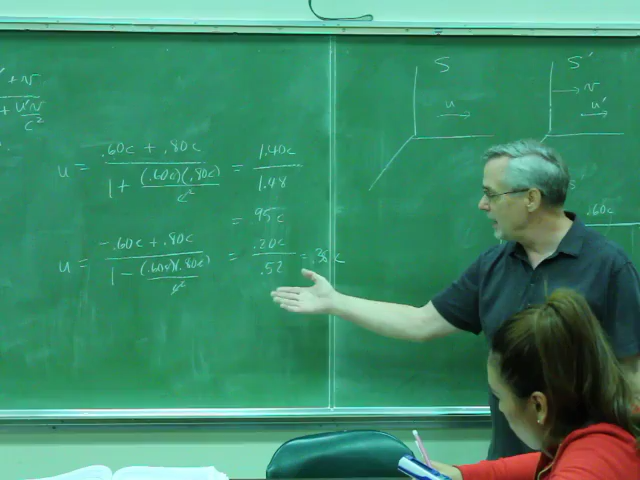 ' + v
+ u'v
c²
u = .60c + .80c = 1.40c
1 + (.60c)(.80c) 1.48
c²
= .95c
u = -.60c + .80c = .20c = .38c
1 - (.60c)(.80c) .52
c²
S
u
S'
v
u'
.60c